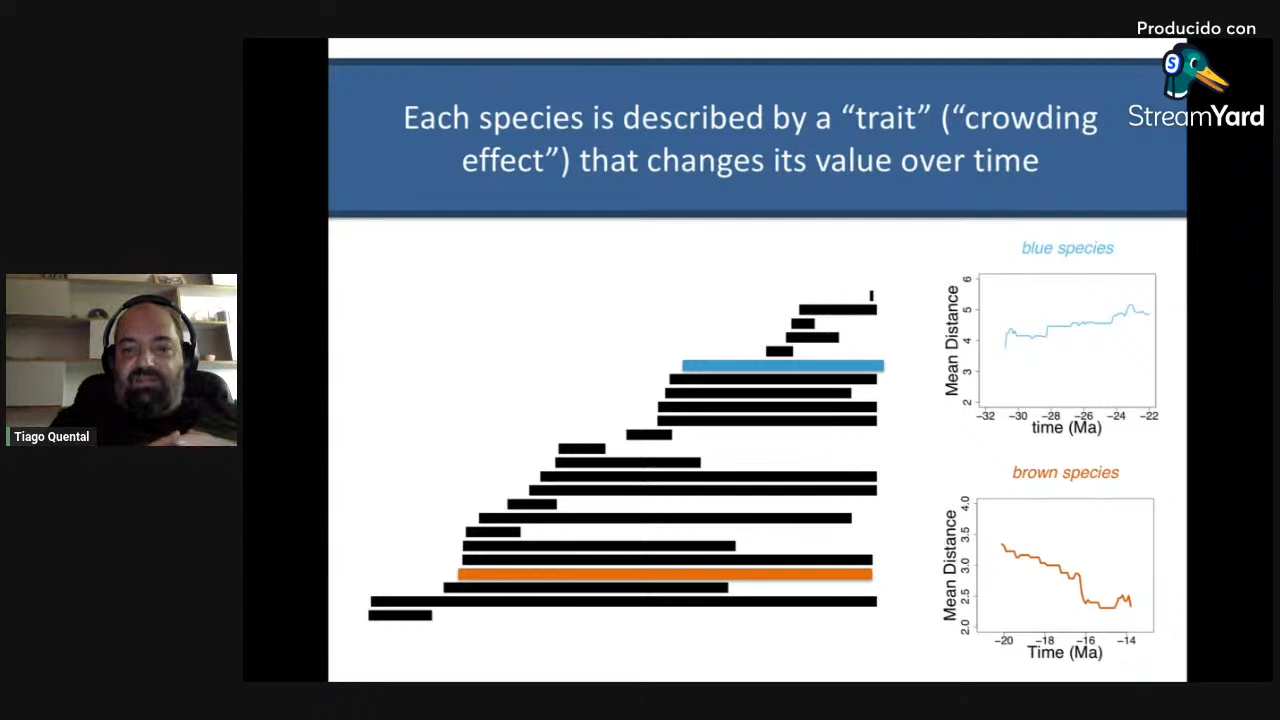 Producido con
StreamYard
Each species is described by a “trait” (“crowding
effect”) that changes its value over time
Tiago Quental
blue species
Mean Distance
6
5
4
3
2
−32 −30 −28 −26 −24 −22
time (Ma)
brown species
Mean Distance
4.0
3.5
3.0
2.5
2.0
−20 −18 −16 −14
Time (Ma)